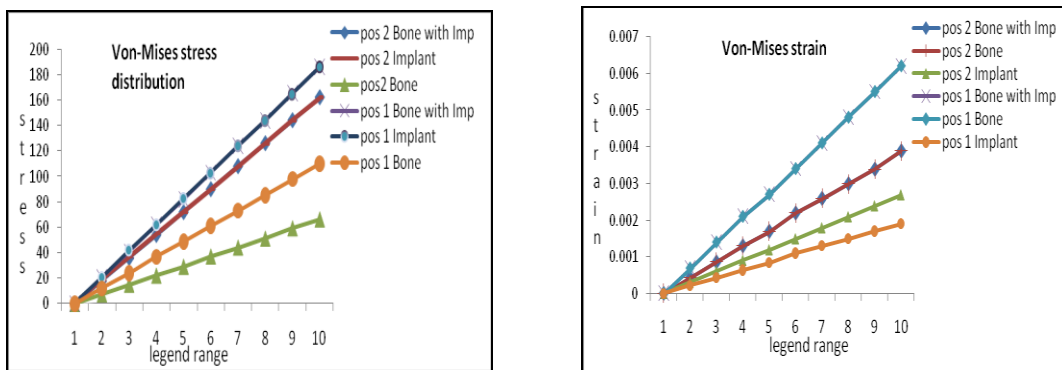 Von-Mises stress
distribution
stress
200
180
160
140
120
100
80
60
40
20
0
1 2 3 4 5 6 7 8 9 10
legend range
pos 2 Bone with Imp
pos 2 Implant
pos2 Bone
pos 1 Bone with Imp
pos 1 Implant
pos 1 Bone
Von-Mises strain
strain
0.007
0.006
0.005
0.004
0.003
0.002
0.001
0
1 2 3 4 5 6 7 8 9 10
legend range
pos 2 Bone with Imp
pos 2 Bone
pos 2 Implant
pos 1 Bone with Imp
pos 1 Bone
pos 1 Implant